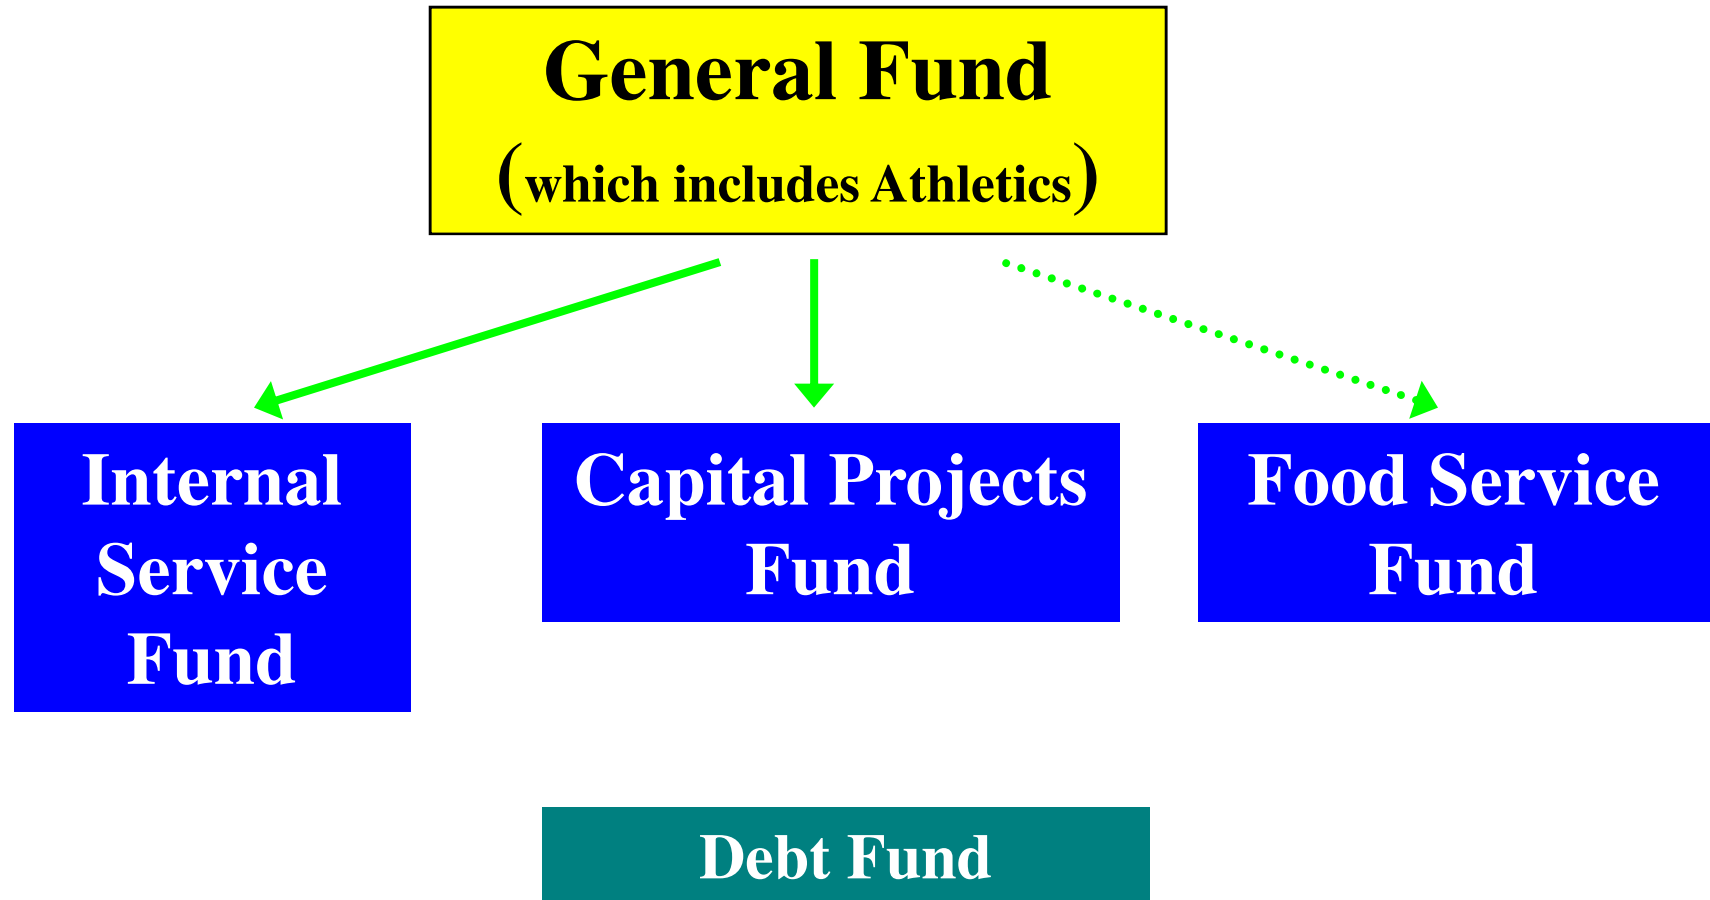 General Fund
(which includes Athletics)
Internal
Service
Fund
Capital Projects
Fund
Food Service
Fund
Debt Fund